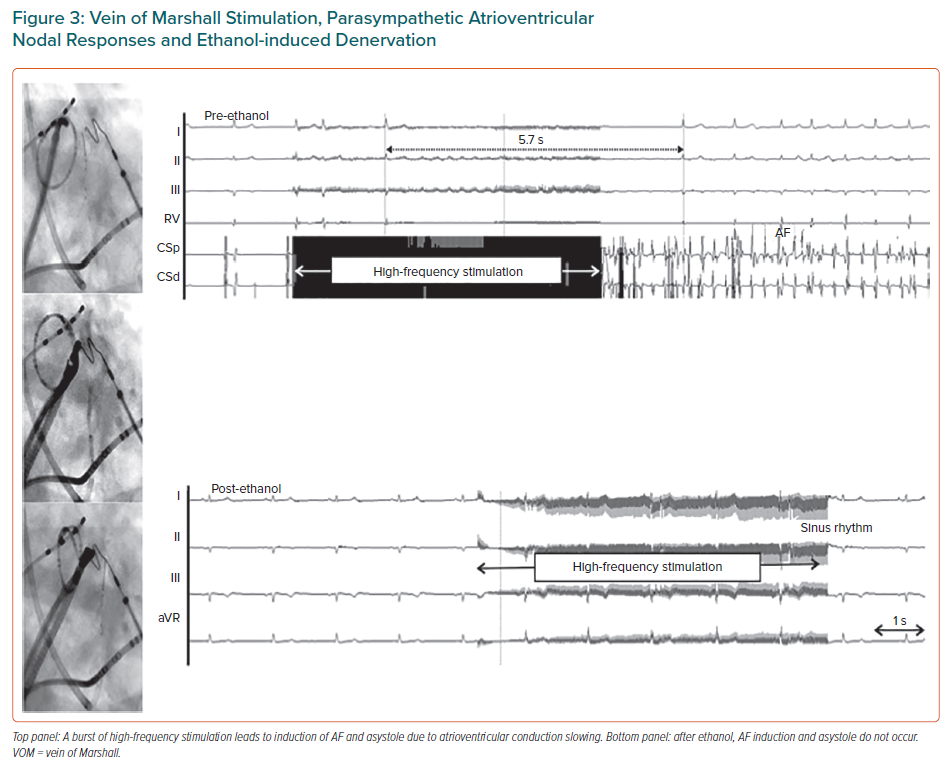 Figure 3: Vein of Marshall Stimulation, Parasympathetic Atrioventricular
Nodal Responses and Ethanol-induced Denervation
Pre-ethanol
I
5.7 s
II
III
RV
AF
CSp
High-frequency stimulation
CSd
Post-ethanol
I
Sinus rhythm
II
High-frequency stimulation
III
aVR
1 s
Top panel: A burst of high-frequency stimulation leads to induction of AF and asystole due to atrioventricular conduction slowing. Bottom panel: after ethanol, AF induction and asystole do not occur.
VOM = vein of Marshall.